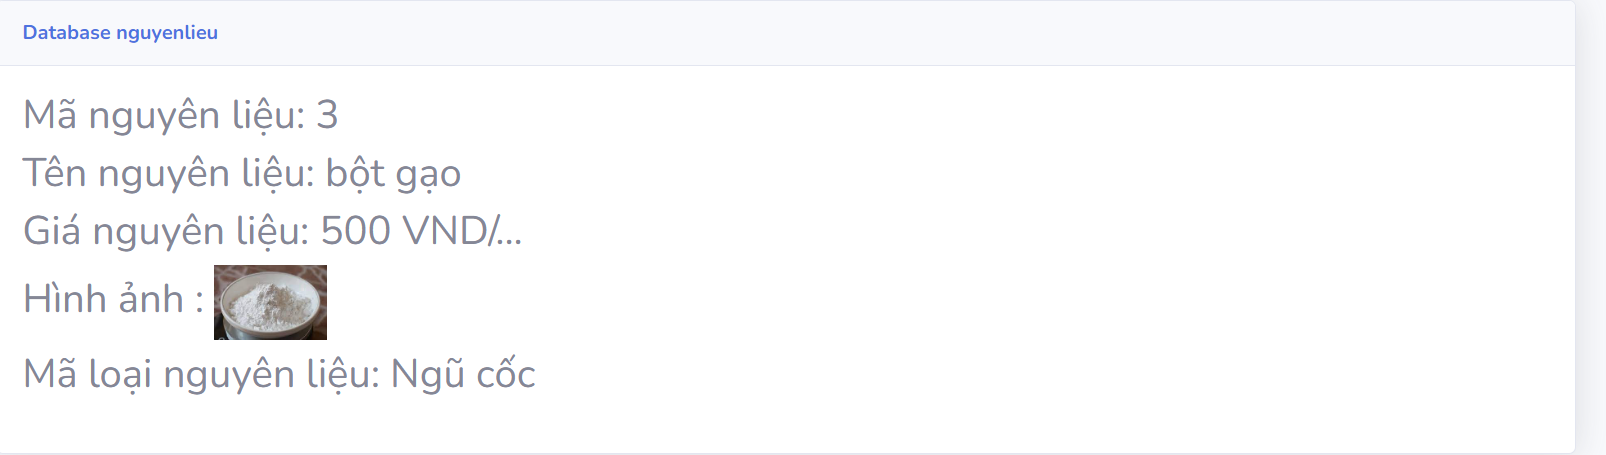 Database nguyenlieu
Mã nguyên liệu: 3
Tên nguyên liệu: bột gạo
Giá nguyên liệu: 500 VND/...
Hình ảnh :
Mã loại nguyên liệu: Ngũ cốc